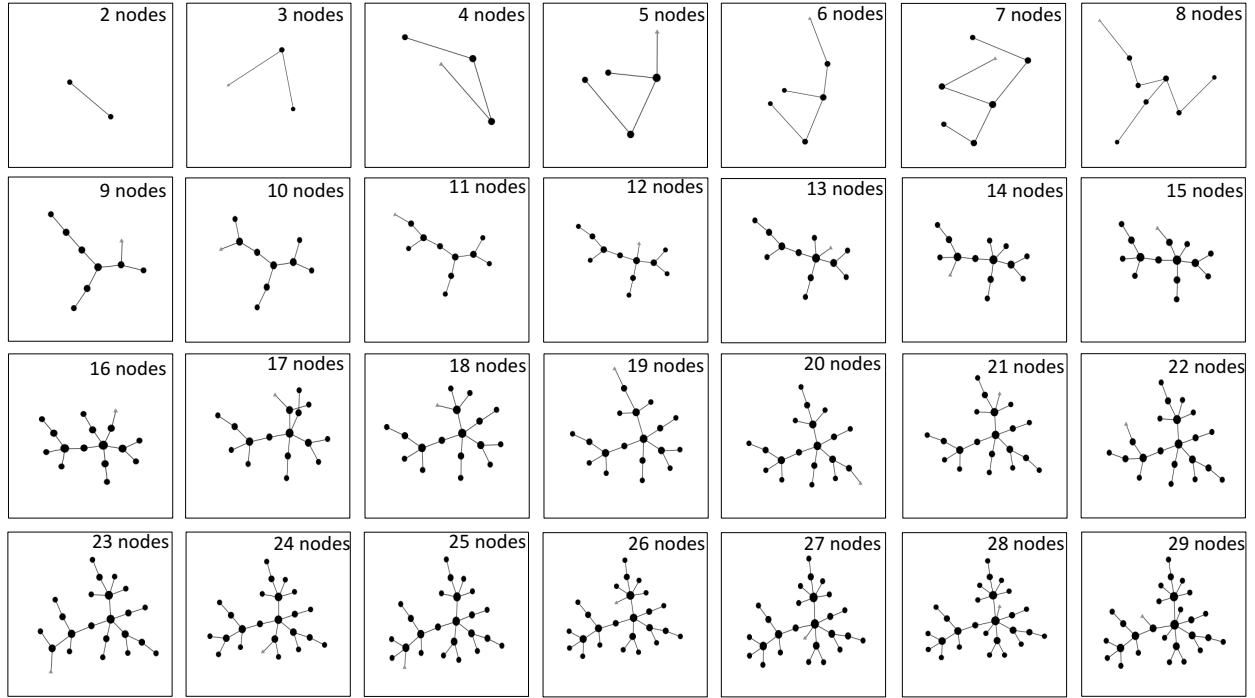 2 nodes
3 nodes
4 nodes
5 nodes
6 nodes
7 nodes
8 nodes
9 nodes
10 nodes
11 nodes
12 nodes
13 nodes
14 nodes
15 nodes
16 nodes
17 nodes
18 nodes
19 nodes
20 nodes
21 nodes
22 nodes
23 nodes
24 nodes
25 nodes
26 nodes
27 nodes
28 nodes
29 nodes